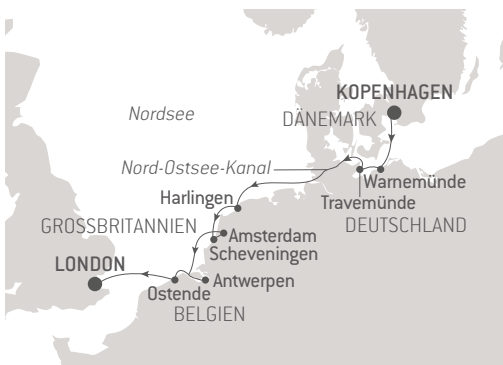 KOPENHAGEN
Nordsee
DÄNEMARK
Nord-Ostsee-Kanal
Warnemünde
Harlingen
Travemünde
GROSSBRITANNIEN
DEUTSCHLAND
Amsterdam
Scheveningen
LONDON
Antwerpen
Ostende
BELGIEN